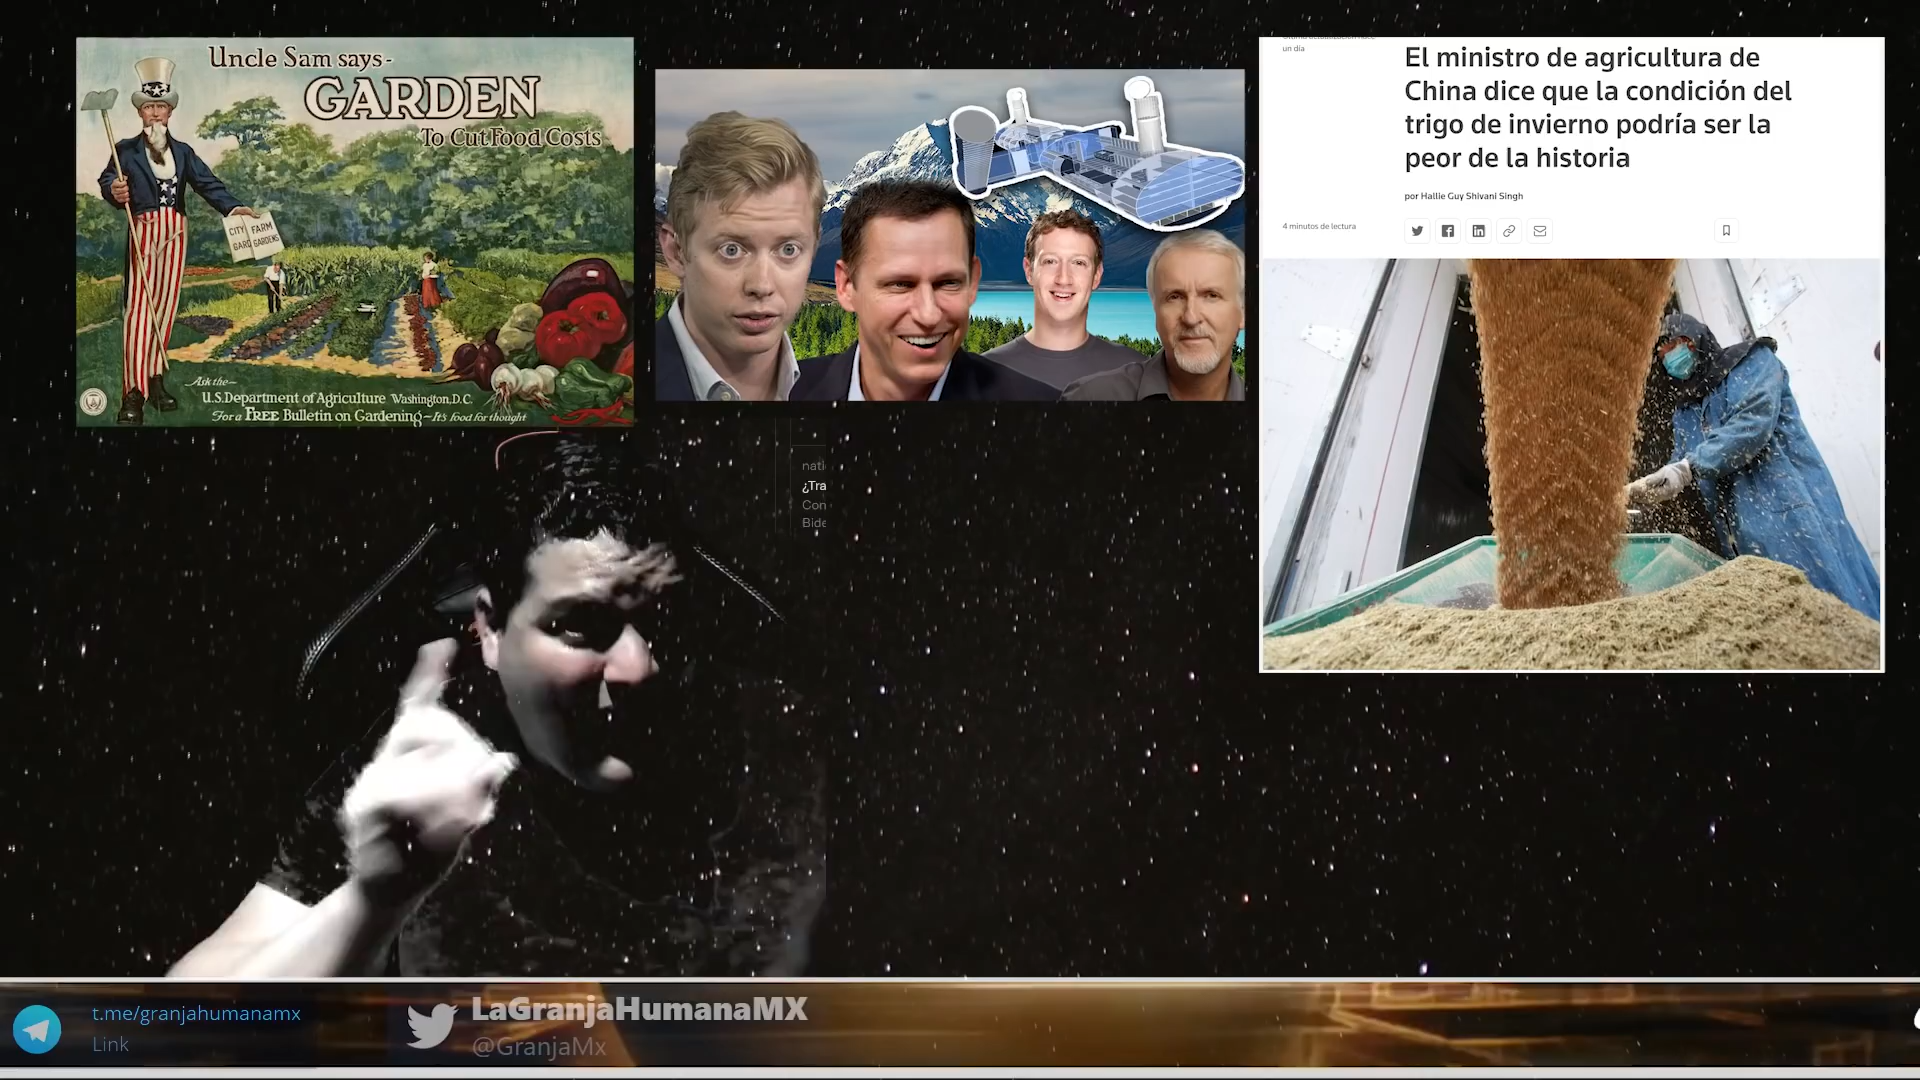 Uncle Sam says-
GARDEN
To Cut Food Costs
CITY FARM
GARDENS
Ask the-
U.S. Department of Agriculture Washington, D.C.
For a FREE Bulletin on Gardening - It's food for thought
un día
El ministro de agricultura de
China dice que la condición del
trigo de invierno podría ser la
peor de la historia
por Hallie Guy Shivani Singh
4 minutos de lectura
nati
¿Tra
Con
Bide
t.me/granjahumanamx
Link
LaGranjaHumanaMX
@GranjaMx